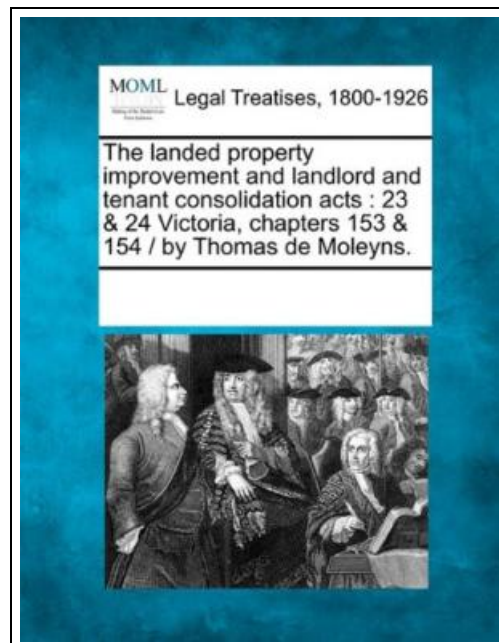 MOML
Legal Treatises, 1800-1926
The landed property
improvement and landlord and
tenant consolidation acts : 23
& 24 Victoria, chapters 153 &
154 / by Thomas de Moleyns.